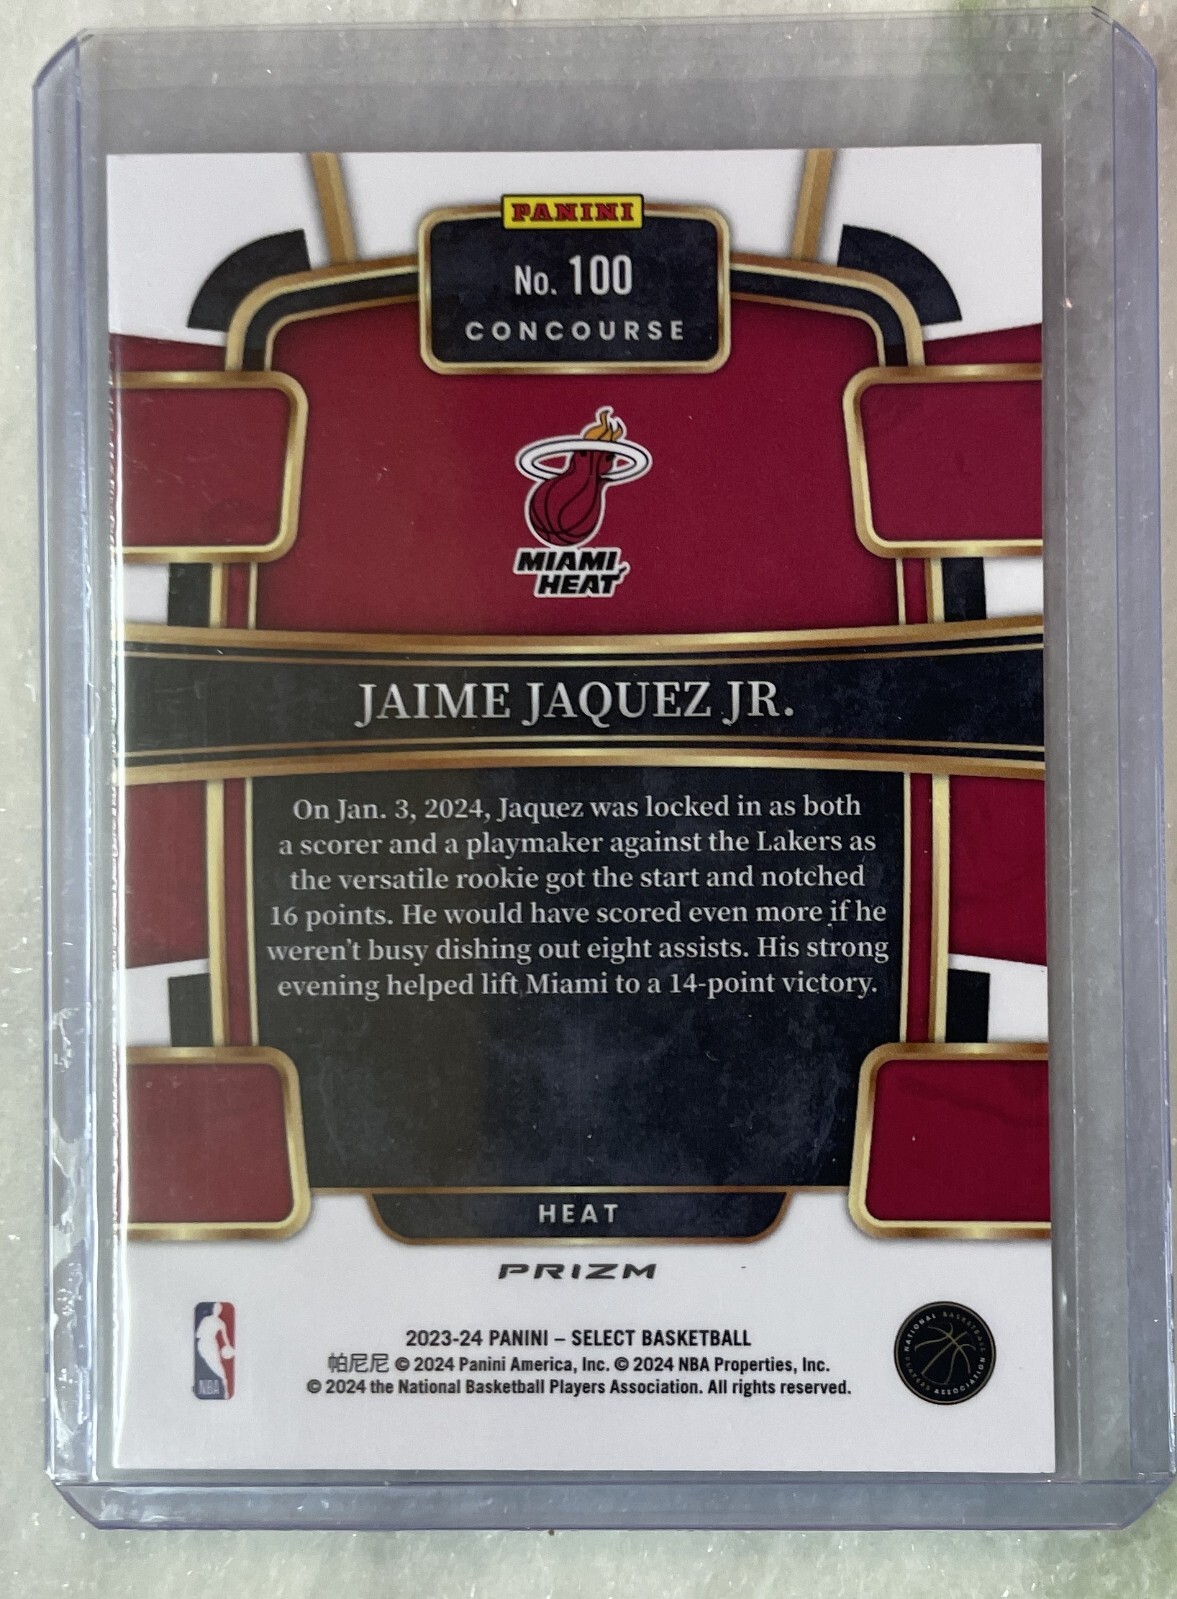 PANINI
No. 100
CONCOURSE
MIAMI
HEAT
JAIME JAQUEZ JR.
On Jan. 3, 2024, Jaquez was locked in as both
a scorer and a playmaker against the Lakers as
the versatile rookie got the start and notched
16 points. He would have scored even more if he
weren't busy dishing out eight assists. His strong
evening helped lift Miami to a 14-point victory.
HEAT
PRIZM
2023-24 PANINI – SELECT BASKETBALL
帕尼尼 © 2024 Panini America, Inc. © 2024 NBA Properties, Inc.
© 2024 the National Basketball Players Association. All rights reserved.
NBA
NATIONAL BASKETBALL
PLAYERS ASSOCIATION